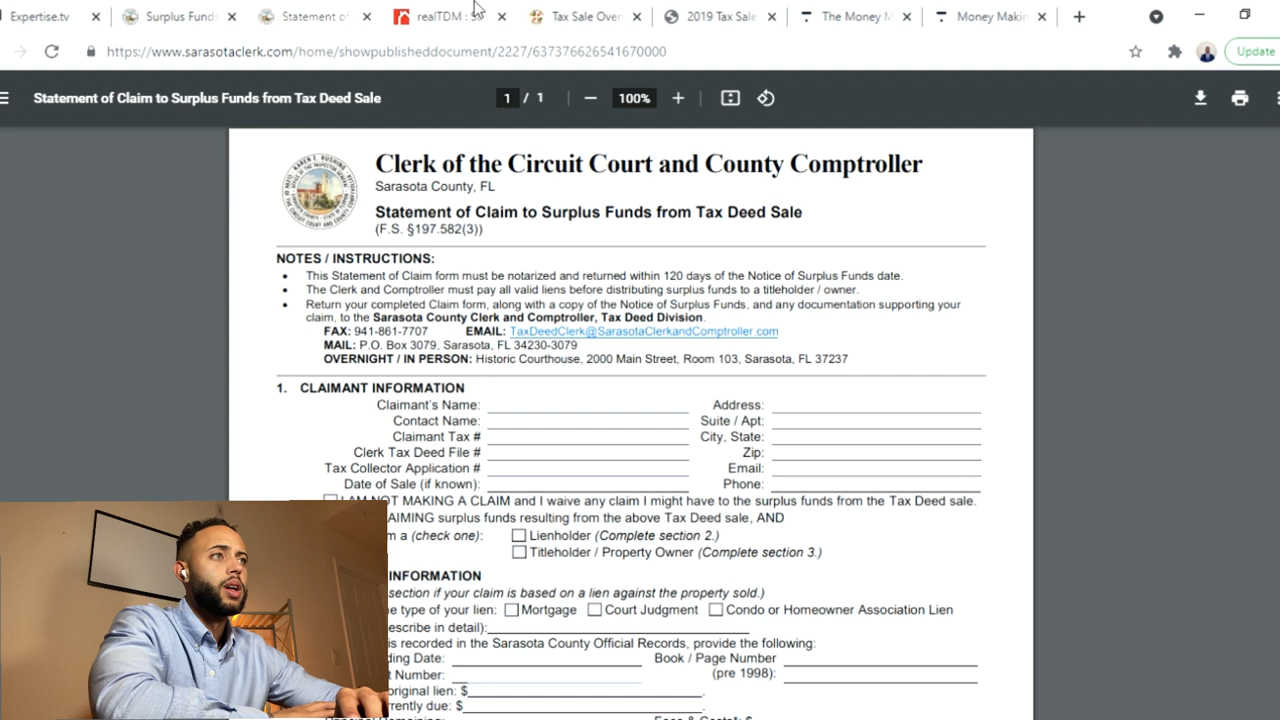 Expertise.tv
Surplus Fund
Statement of
realTDM : S
Tax Sale Over
2019 Tax Sale
The Money M
Money Makin
https://www.sarasotaclerk.com/home/showpublisheddocument/2227/637376626541670000
Update
Statement of Claim to Surplus Funds from Tax Deed Sale
1 / 1
100%
Clerk of the Circuit Court and County Comptroller
Sarasota County, FL
Statement of Claim to Surplus Funds from Tax Deed Sale
(F.S. §197.582(3))
NOTES / INSTRUCTIONS:
• This Statement of Claim form must be notarized and returned within 120 days of the Notice of Surplus Funds date.
• The Clerk and Comptroller must pay all valid liens before distributing surplus funds to a titleholder / owner.
• Return your completed Claim form, along with a copy of the Notice of Surplus Funds, and any documentation supporting your
claim, to the Sarasota County Clerk and Comptroller, Tax Deed Division.
FAX: 941-861-7707 EMAIL: TaxDeedClerk@SarasotaClerkandComptroller.com
MAIL: P.O. Box 3079, Sarasota, FL 34230-3079
OVERNIGHT / IN PERSON: Historic Courthouse, 2000 Main Street, Room 103, Sarasota, FL 37237
1. CLAIMANT INFORMATION
Claimant's Name: Address:
Contact Name: Suite / Apt:
Claimant Tax # City, State:
Clerk Tax Deed File # Zip:
Tax Collector Application # Email:
Date of Sale (if known): Phone:
I AM NOT MAKING A CLAIM and I waive any claim I might have to the surplus funds from the Tax Deed sale.
AIMING surplus funds resulting from the above Tax Deed sale, AND
m a (check one): Lienholder (Complete section 2.)
Titleholder / Property Owner (Complete section 3.)
INFORMATION
section if your claim is based on a lien against the property sold.)
e type of your lien: Mortgage Court Judgment Condo or Homeowner Association Lien
escribe in detail):
is recorded in the Sarasota County Official Records, provide the following:
ding Date: Book / Page Number
t Number: (pre 1998):
original lien: $
rrently due: $